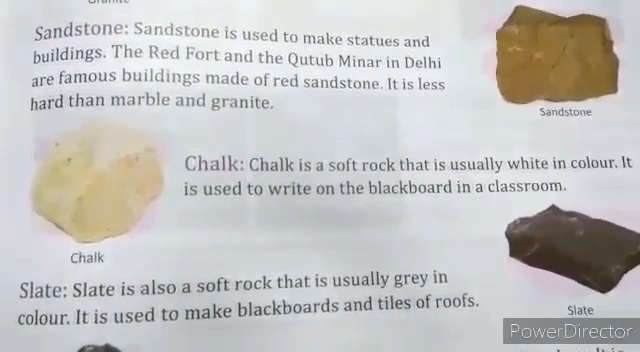 Granite
Sandstone: Sandstone is used to make statues and
buildings. The Red Fort and the Qutub Minar in Delhi
are famous buildings made of red sandstone. It is less
hard than marble and granite.
Sandstone
Chalk: Chalk is a soft rock that is usually white in colour. It
is used to write on the blackboard in a classroom.
Chalk
Slate: Slate is also a soft rock that is usually grey in
colour. It is used to make blackboards and tiles of roofs.
Slate
PowerDirector